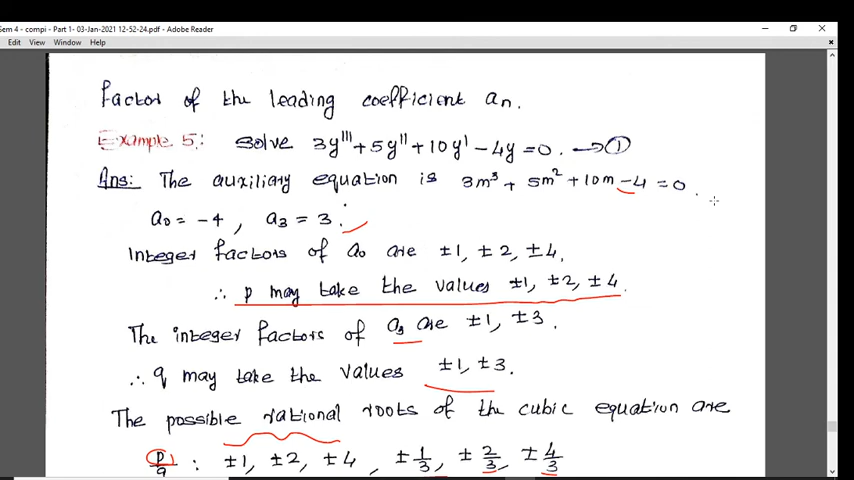 Sem 4 - compi - Part 1- 03-Jan-2021 12-52-24.pdf - Adobe Reader
Edit View Window Help
factor of the leading coefficient aₙ.
Example 5: Solve 3y''' + 5y'' + 10y' - 4y = 0. → ①
Ans: The auxiliary equation is 3m³ + 5m² + 10m - 4 = 0.
a₀ = -4, a₃ = 3.
Integer factors of a₀ are ±1, ±2, ±4.
∴ p may take the values ±1, ±2, ±4.
The integer factors of a₃ are ±1, ±3.
∴ q may take the values ±1, ±3.
The possible rational roots of the cubic equation are
p/q : ±1, ±2, ±4, ±1/3, ±2/3, ±4/3